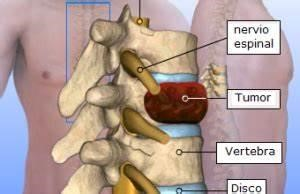 nervio
espinal
Tumor
Vertebra
Disco